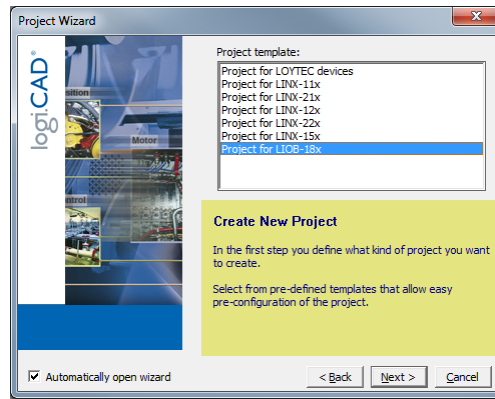 Project Wizard
logi.CAD
sition
Motor
ntrol
Project template:
Project for LOYTEC devices
Project for LINX-11x
Project for LINX-21x
Project for LINX-12x
Project for LINX-22x
Project for LINX-15x
Project for LIOB-18x
Create New Project
In the first step you define what kind of project you want
to create.
Select from pre-defined templates that allow easy
pre-configuration of the project.
Automatically open wizard
< Back
Next >
Cancel